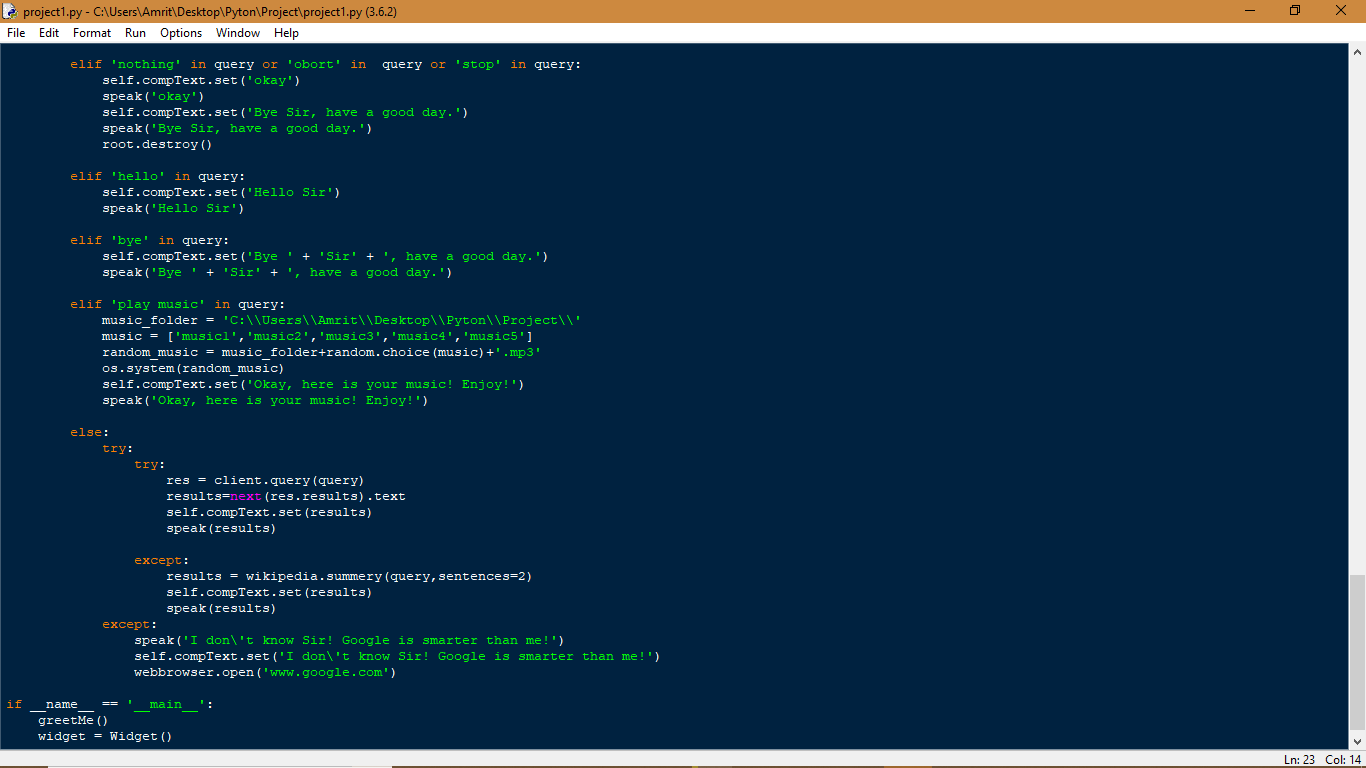 project1.py - C:\Users\Amrit\Desktop\Pyton\Project\project1.py (3.6.2)
File Edit Format Run Options Window Help
        elif 'nothing' in query or 'obort' in  query or 'stop' in query:
            self.compText.set('okay')
            speak('okay')
            self.compText.set('Bye Sir, have a good day.')
            speak('Bye Sir, have a good day.')
            root.destroy()
        elif 'hello' in query:
            self.compText.set('Hello Sir')
            speak('Hello Sir')
        elif 'bye' in query:
            self.compText.set('Bye ' + 'Sir' + ', have a good day.')
            speak('Bye ' + 'Sir' + ', have a good day.')
        elif 'play music' in query:
            music_folder = 'C:\\Users\\Amrit\\Desktop\\Pyton\\Project\\'
            music = ['music1','music2','music3','music4','music5']
            random_music = music_folder+random.choice(music)+'.mp3'
            os.system(random_music)
            self.compText.set('Okay, here is your music! Enjoy!')
            speak('Okay, here is your music! Enjoy!')
        else:
            try:
                try:
                    res = client.query(query)
                    results=next(res.results).text
                    self.compText.set(results)
                    speak(results)
                except:
                    results = wikipedia.summery(query,sentences=2)
                    self.compText.set(results)
                    speak(results)
            except:
                speak('I don\'t know Sir! Google is smarter than me!')
                self.compText.set('I don\'t know Sir! Google is smarter than me!')
                webbrowser.open('www.google.com')
if __name__ == '__main__':
    greetMe()
    widget = Widget()
Ln: 23 Col: 14